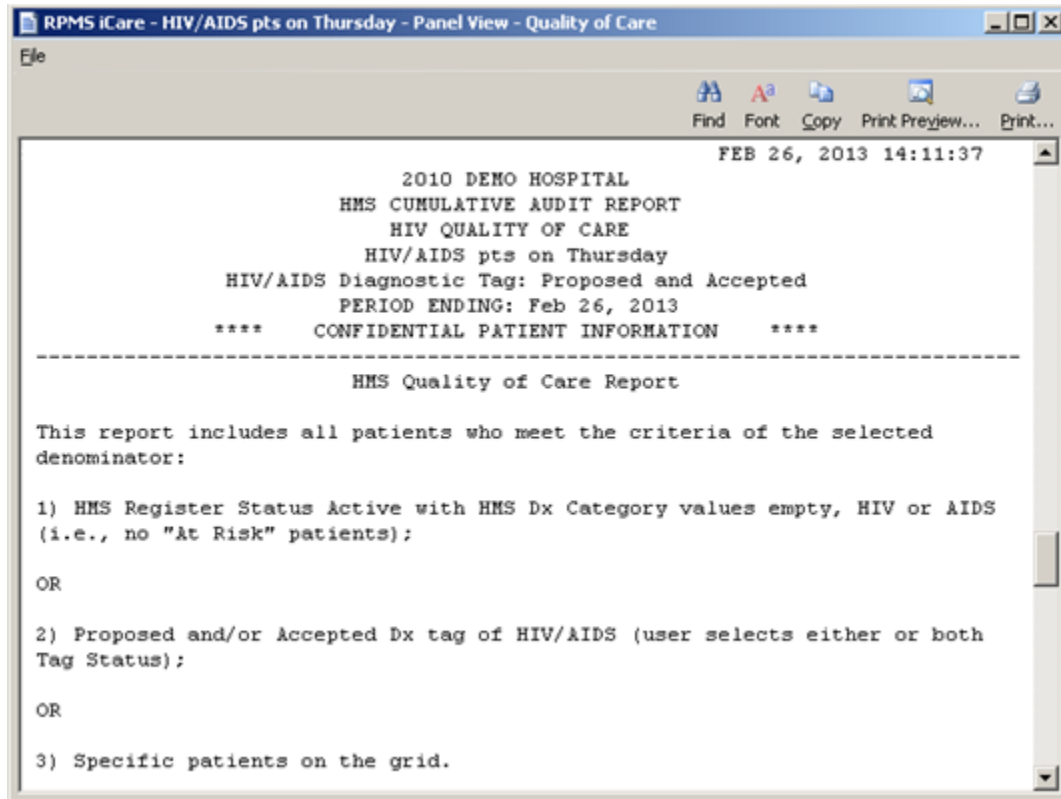 RPMS iCare - HIV/AIDS pts on Thursday - Panel View - Quality of Care
File
Find Font Copy Print Preview... Print...
FEB 26, 2013 14:11:37
2010 DEMO HOSPITAL
HMS CUMULATIVE AUDIT REPORT
HIV QUALITY OF CARE
HIV/AIDS pts on Thursday
HIV/AIDS Diagnostic Tag: Proposed and Accepted
PERIOD ENDING: Feb 26, 2013
**** CONFIDENTIAL PATIENT INFORMATION ****
--------------------------------------------------------------------------------
HMS Quality of Care Report
This report includes all patients who meet the criteria of the selected
denominator:
1) HMS Register Status Active with HMS Dx Category values empty, HIV or AIDS
(i.e., no "At Risk" patients);
OR
2) Proposed and/or Accepted Dx tag of HIV/AIDS (user selects either or both
Tag Status);
OR
3) Specific patients on the grid.